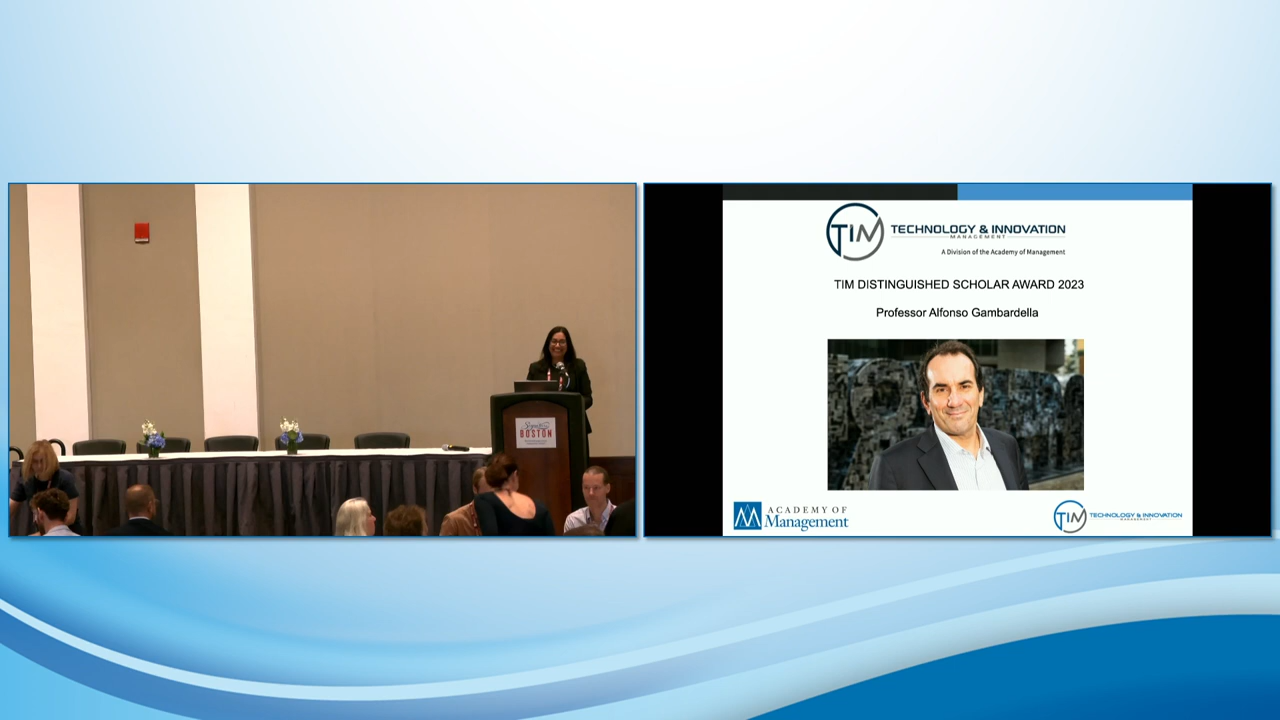 BOSTON
TIM
TECHNOLOGY & INNOVATION
MANAGEMENT
A Division of the Academy of Management
TIM DISTINGUISHED SCHOLAR AWARD 2023
Professor Alfonso Gambardella
ACADEMY OF
Management
TIM
TECHNOLOGY & INNOVATION
MANAGEMENT